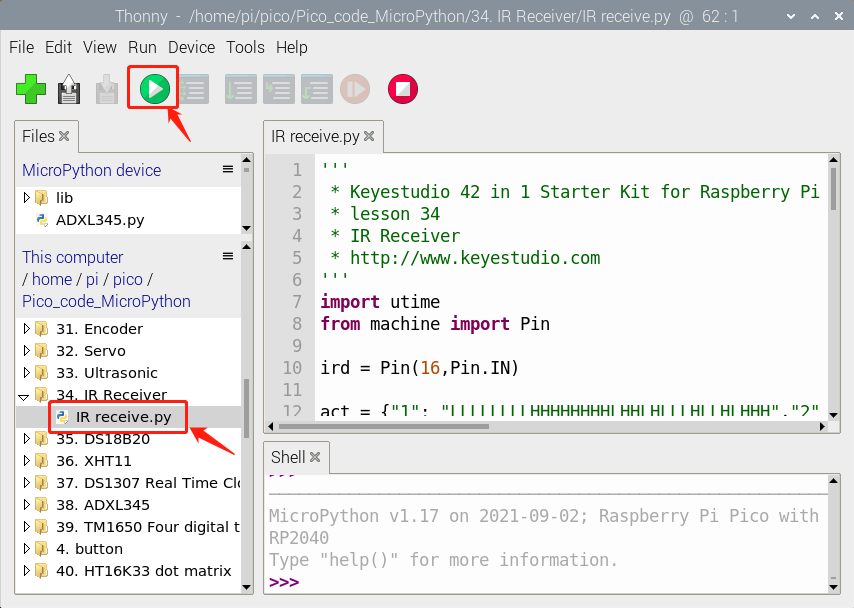 Thonny - /home/pi/pico/Pico_code_MicroPython/34. IR Receiver/IR receive.py @ 62 : 1
File Edit View Run Device Tools Help
Files
MicroPython device
lib
ADXL345.py
This computer
/ home / pi / pico /
Pico_code_MicroPython
31. Encoder
32. Servo
33. Ultrasonic
34. IR Receiver
IR receive.py
35. DS18B20
36. XHT11
37. DS1307 Real Time Clo
38. ADXL345
39. TM1650 Four digital t
4. button
40. HT16K33 dot matrix
IR receive.py
1 '''
2 * Keyestudio 42 in 1 Starter Kit for Raspberry Pi
3 * lesson 34
4 * IR Receiver
5 * http://www.keyestudio.com
6 '''
7 import utime
8 from machine import Pin
9
10 ird = Pin(16,Pin.IN)
11
12 act = {"1": "LLLLLLLLHHHHHHHHLHHLHLLLHLLHLHHH","2"
Shell
>>>
MicroPython v1.17 on 2021-09-02; Raspberry Pi Pico with
RP2040
Type "help()" for more information.
>>>